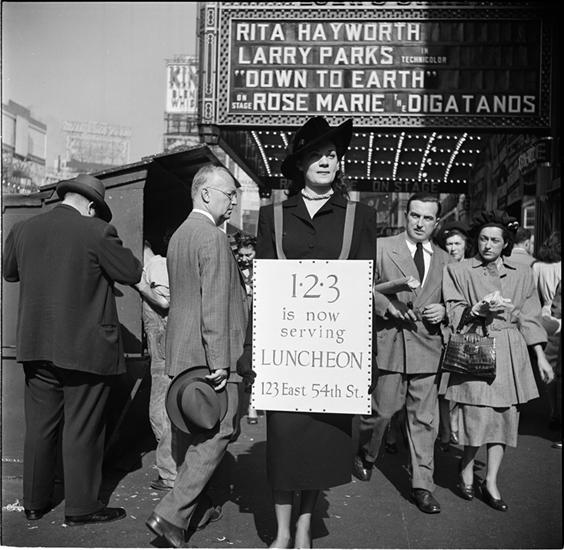 RITA HAYWORTH
LARRY PARKS IN TECHNICOLOR
"DOWN TO EARTH"
ON STAGE ROSE MARIE THE DIGATANOS
ON STAGE
1·2·3
is now
serving
LUNCHEON
123 East 54th St.